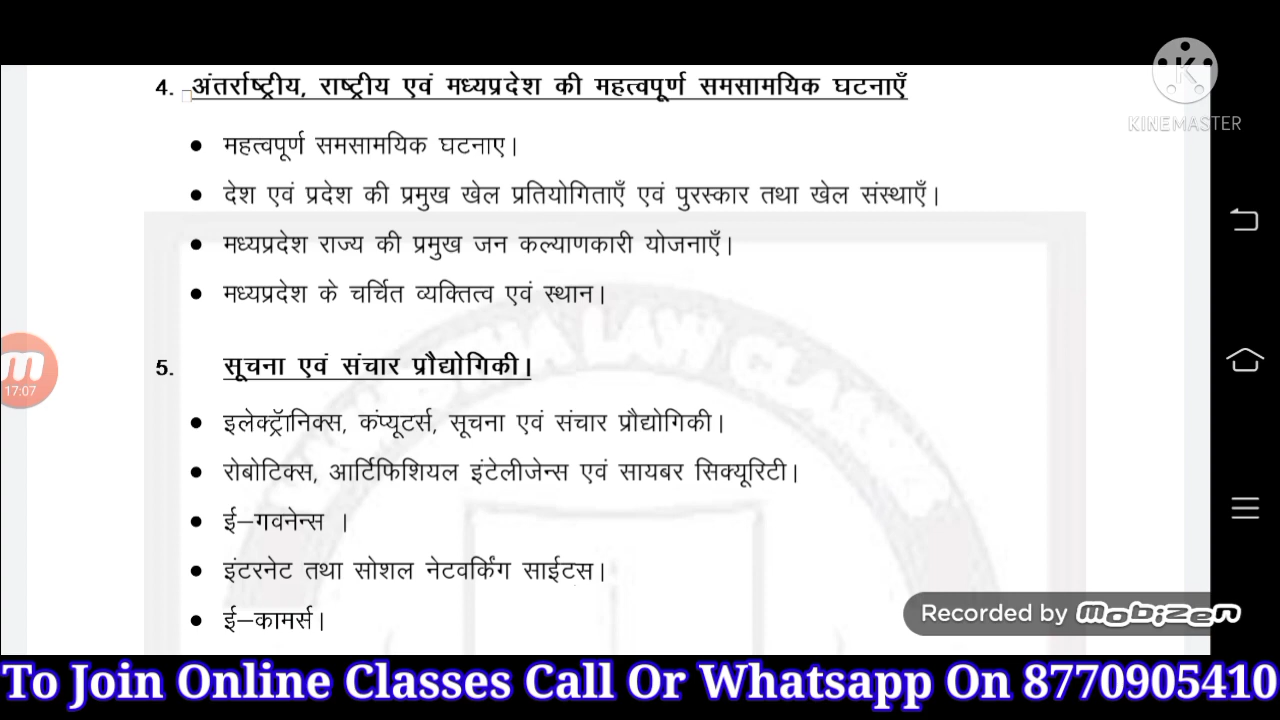 4. अंतर्राष्ट्रीय, राष्ट्रीय एवं मध्यप्रदेश की महत्वपूर्ण समसामयिक घटनाएँ
KINEMASTER
• महत्वपूर्ण समसामयिक घटनाए।
• देश एवं प्रदेश की प्रमुख खेल प्रतियोगिताएँ एवं पुरस्कार तथा खेल संस्थाएँ।
• मध्यप्रदेश राज्य की प्रमुख जन कल्याणकारी योजनाएँ।
• मध्यप्रदेश के चर्चित व्यक्तित्व एवं स्थान।
5. सूचना एवं संचार प्रौद्योगिकी।
17:07
• इलेक्ट्रॅानिक्स, कंप्यूटर्स, सूचना एवं संचार प्रौद्योगिकी।
• रोबोटिक्स, आर्टिफिशियल इंटेलीजेन्स एवं सायबर सिक्यूरिटी।
• ई–गवनेन्स ।
• इंटरनेट तथा सोशल नेटवर्किंग साईटस।
• ई–कामर्स।
LAW CLASSES
Recorded by mobizen
To Join Online Classes Call Or Whatsapp On 8770905410